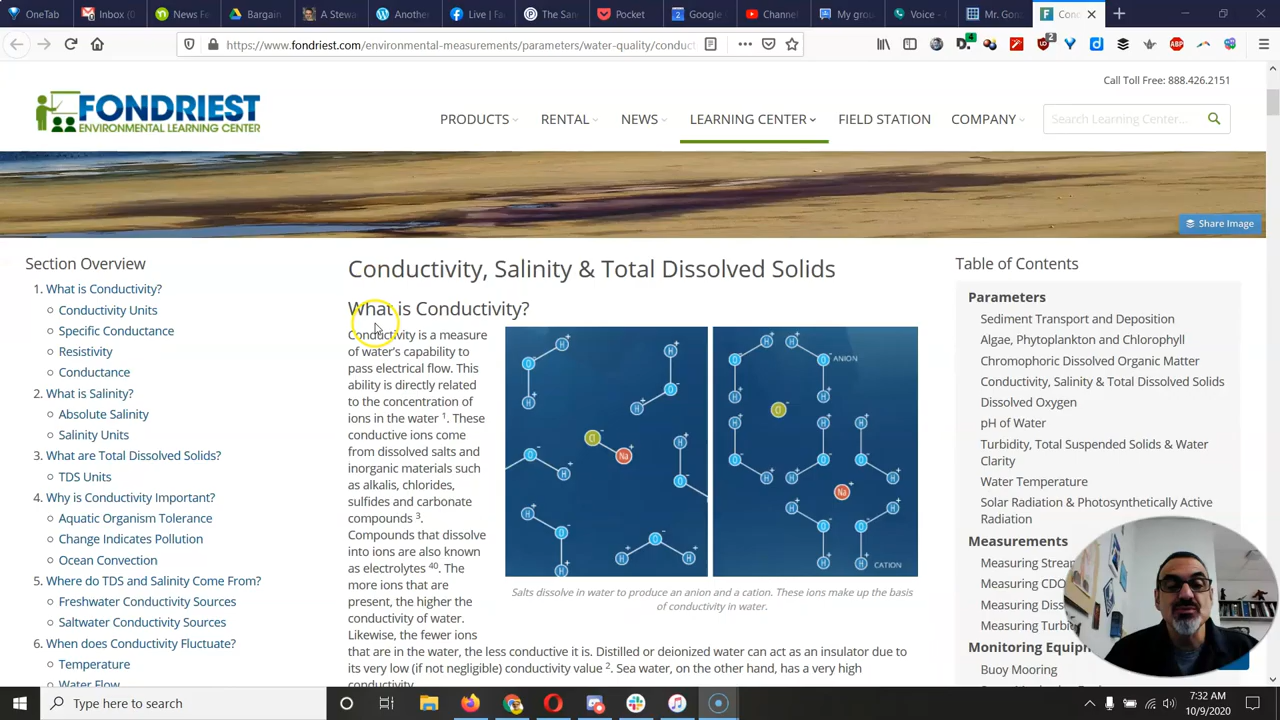 OneTab
Inbox (0
News Fe
Bargain
A Stew
Another
Live | Fa
The San
Pocket
Google
Channel
My grou
Voice -
Mr. Gon
Cond
https://www.fondriest.com/environmental-measurements/parameters/water-quality/conduct
Call Toll Free: 888.426.2151
FONDRIEST
ENVIRONMENTAL LEARNING CENTER
PRODUCTS
RENTAL
NEWS
LEARNING CENTER
FIELD STATION
COMPANY
Search Learning Center...
Share Image
Section Overview
1. What is Conductivity?
Conductivity Units
Specific Conductance
Resistivity
Conductance
2. What is Salinity?
Absolute Salinity
Salinity Units
3. What are Total Dissolved Solids?
TDS Units
4. Why is Conductivity Important?
Aquatic Organism Tolerance
Change Indicates Pollution
Ocean Convection
5. Where do TDS and Salinity Come From?
Freshwater Conductivity Sources
Saltwater Conductivity Sources
6. When does Conductivity Fluctuate?
Temperature
Water Flow
Conductivity, Salinity & Total Dissolved Solids
What is Conductivity?
Conductivity is a measure
of water's capability to
pass electrical flow. This
ability is directly related
to the concentration of
ions in the water 1. These
conductive ions come
from dissolved salts and
inorganic materials such
as alkalis, chlorides,
sulfides and carbonate
compounds 3.
Compounds that dissolve
into ions are also known
as electrolytes 40. The
more ions that are
present, the higher the
conductivity of water.
Likewise, the fewer ions
that are in the water, the less conductive it is. Distilled or deionized water can act as an insulator due to
its very low (if not negligible) conductivity value 2. Sea water, on the other hand, has a very high
conductivity.
ANION
CATION
Salts dissolve in water to produce an anion and a cation. These ions make up the basis
of conductivity in water.
Table of Contents
Parameters
Sediment Transport and Deposition
Algae, Phytoplankton and Chlorophyll
Chromophoric Dissolved Organic Matter
Conductivity, Salinity & Total Dissolved Solids
Dissolved Oxygen
pH of Water
Turbidity, Total Suspended Solids & Water
Clarity
Water Temperature
Solar Radiation & Photosynthetically Active
Radiation
Measurements
Measuring Strea
Measuring CDO
Measuring Diss
Measuring Turbi
Monitoring Equip
Buoy Mooring
Type here to search
7:32 AM
10/9/2020